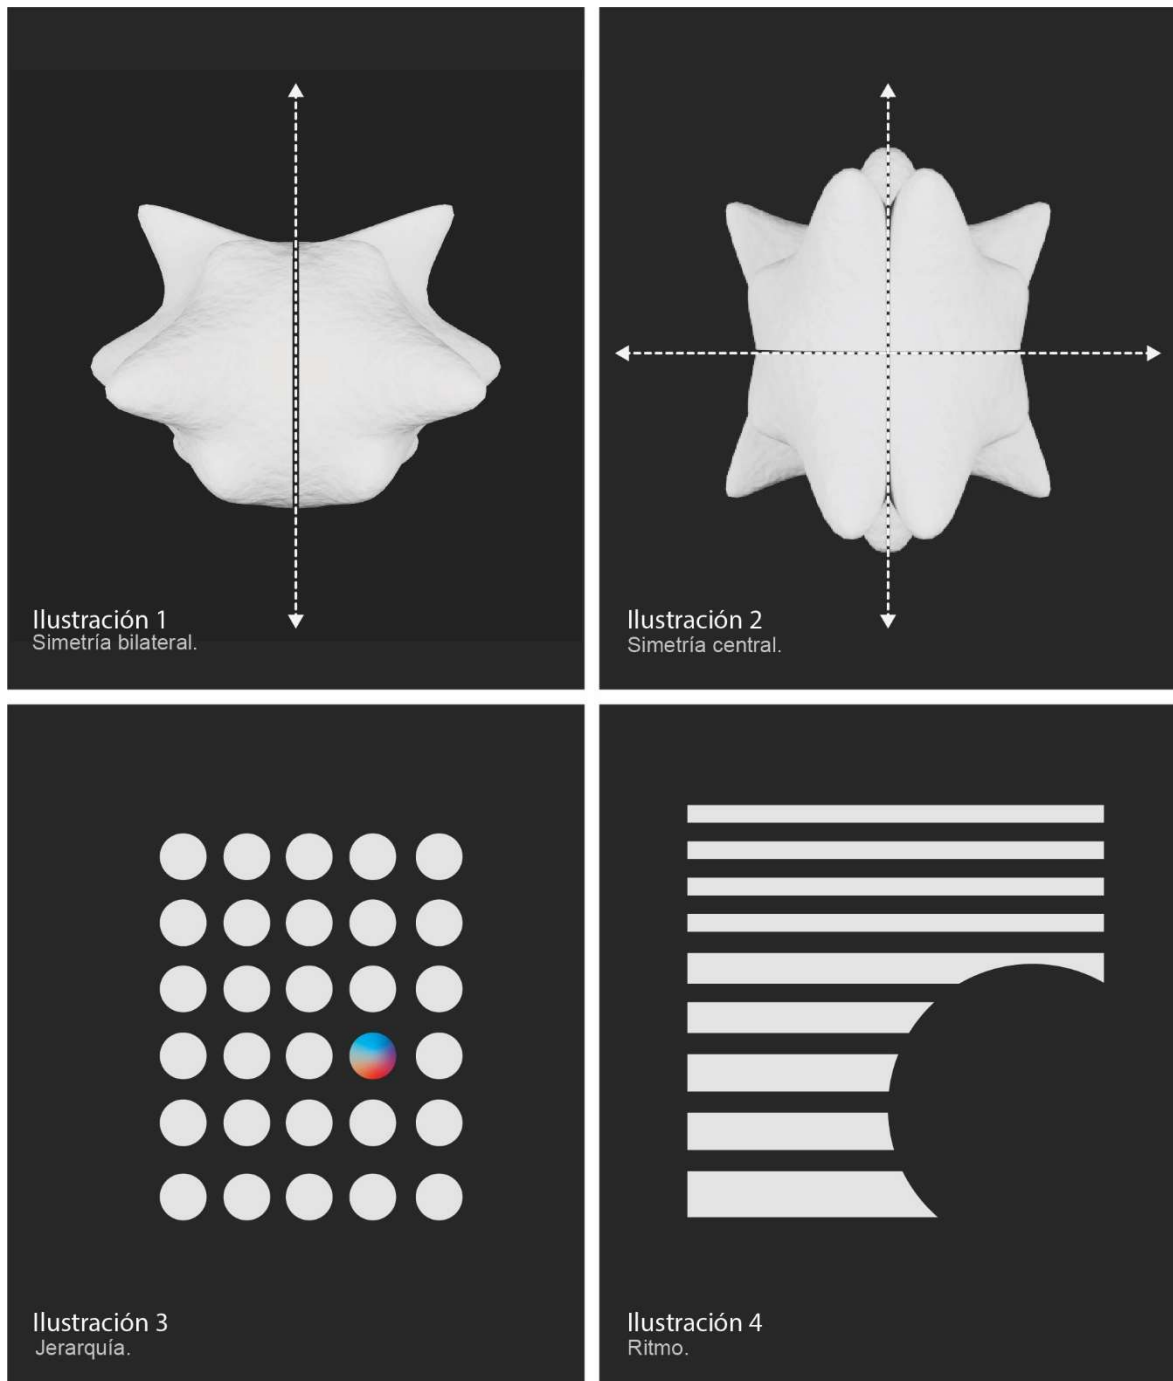 Ilustración 1
Simetría bilateral.
Ilustración 2
Simetría central.
Ilustración 3
Jerarquía.
Ilustración 4
Ritmo.